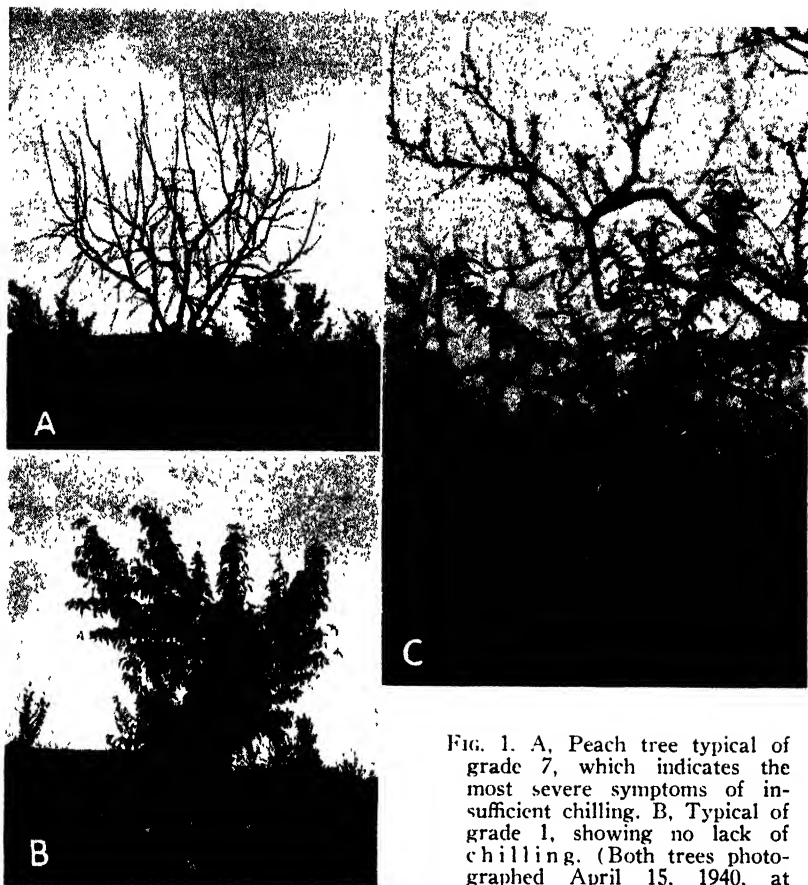 A
B
C
FIG. 1. A, Peach tree typical of
grade 7, which indicates the
most severe symptoms of in-
sufficient chilling. B, Typical of
grade 1, showing no lack of
chilling. (Both trees photo-
graphed April 15, 1940, at